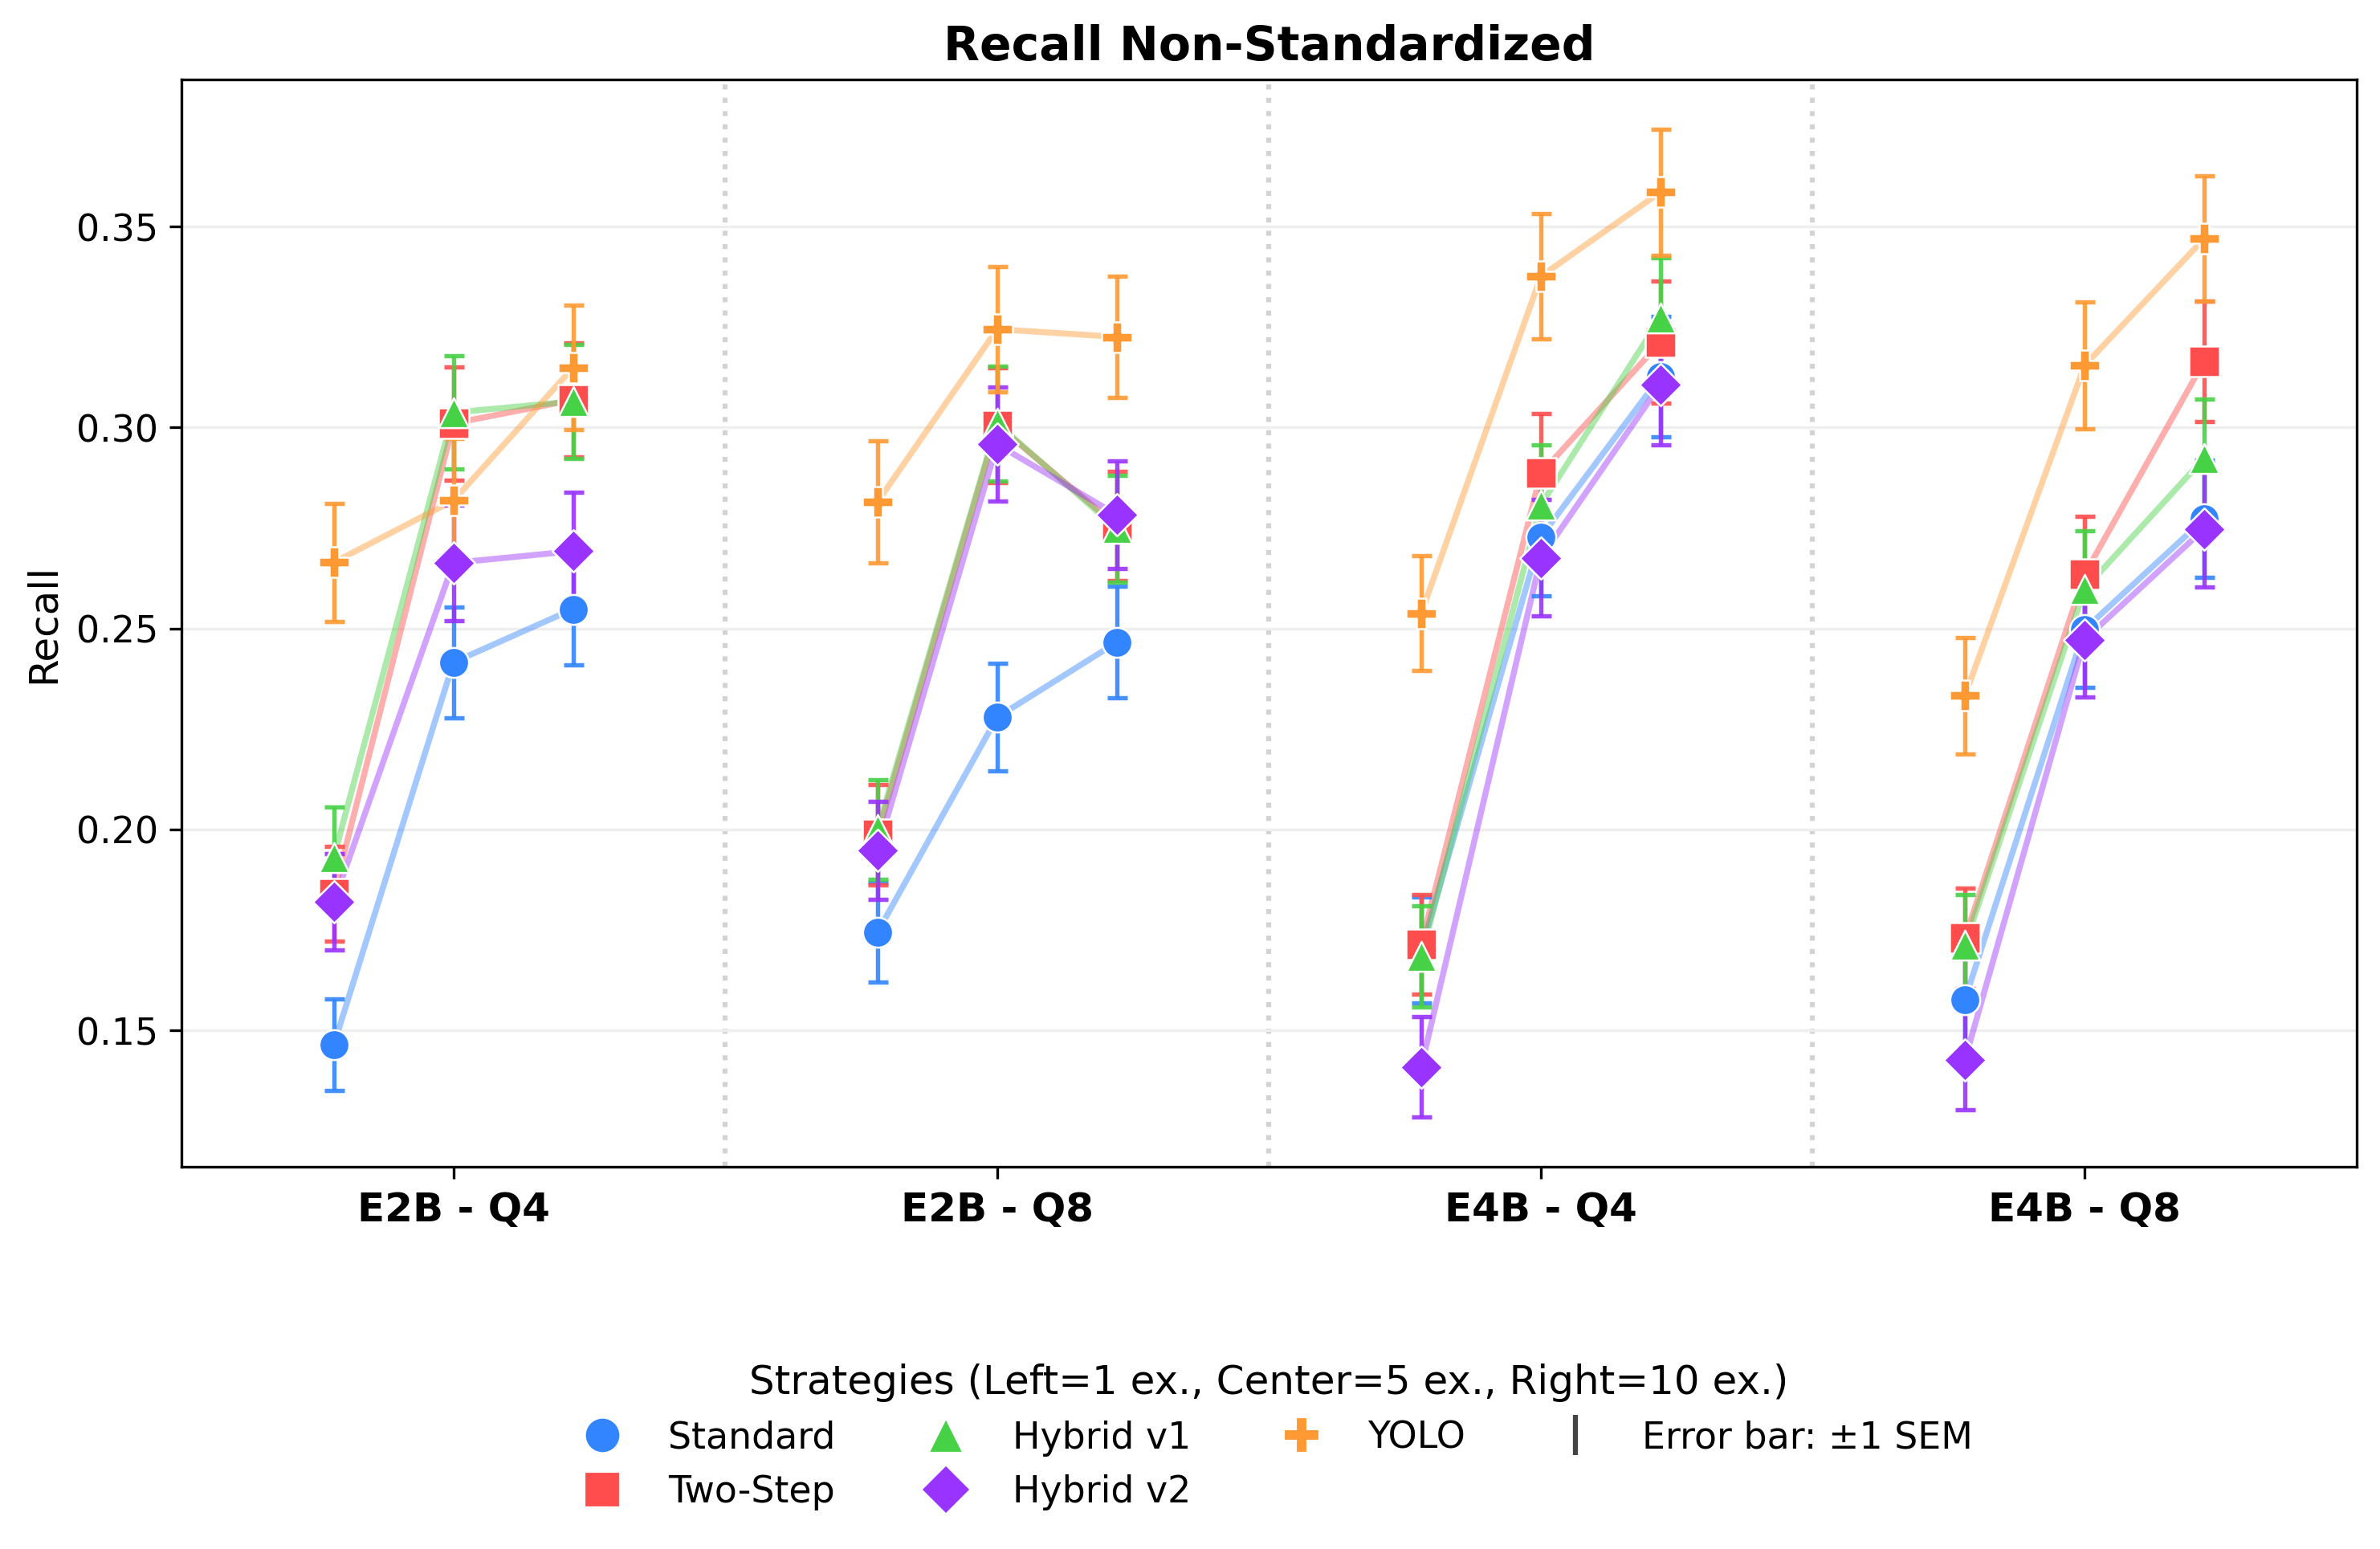 Recall Non-Standardized
Recall
0.35
0.30
0.25
0.20
0.15
E2B - Q4
E2B - Q8
E4B - Q4
E4B - Q8
Strategies (Left=1 ex., Center=5 ex., Right=10 ex.)
Standard
Two-Step
Hybrid v1
Hybrid v2
YOLO
Error bar: ±1 SEM